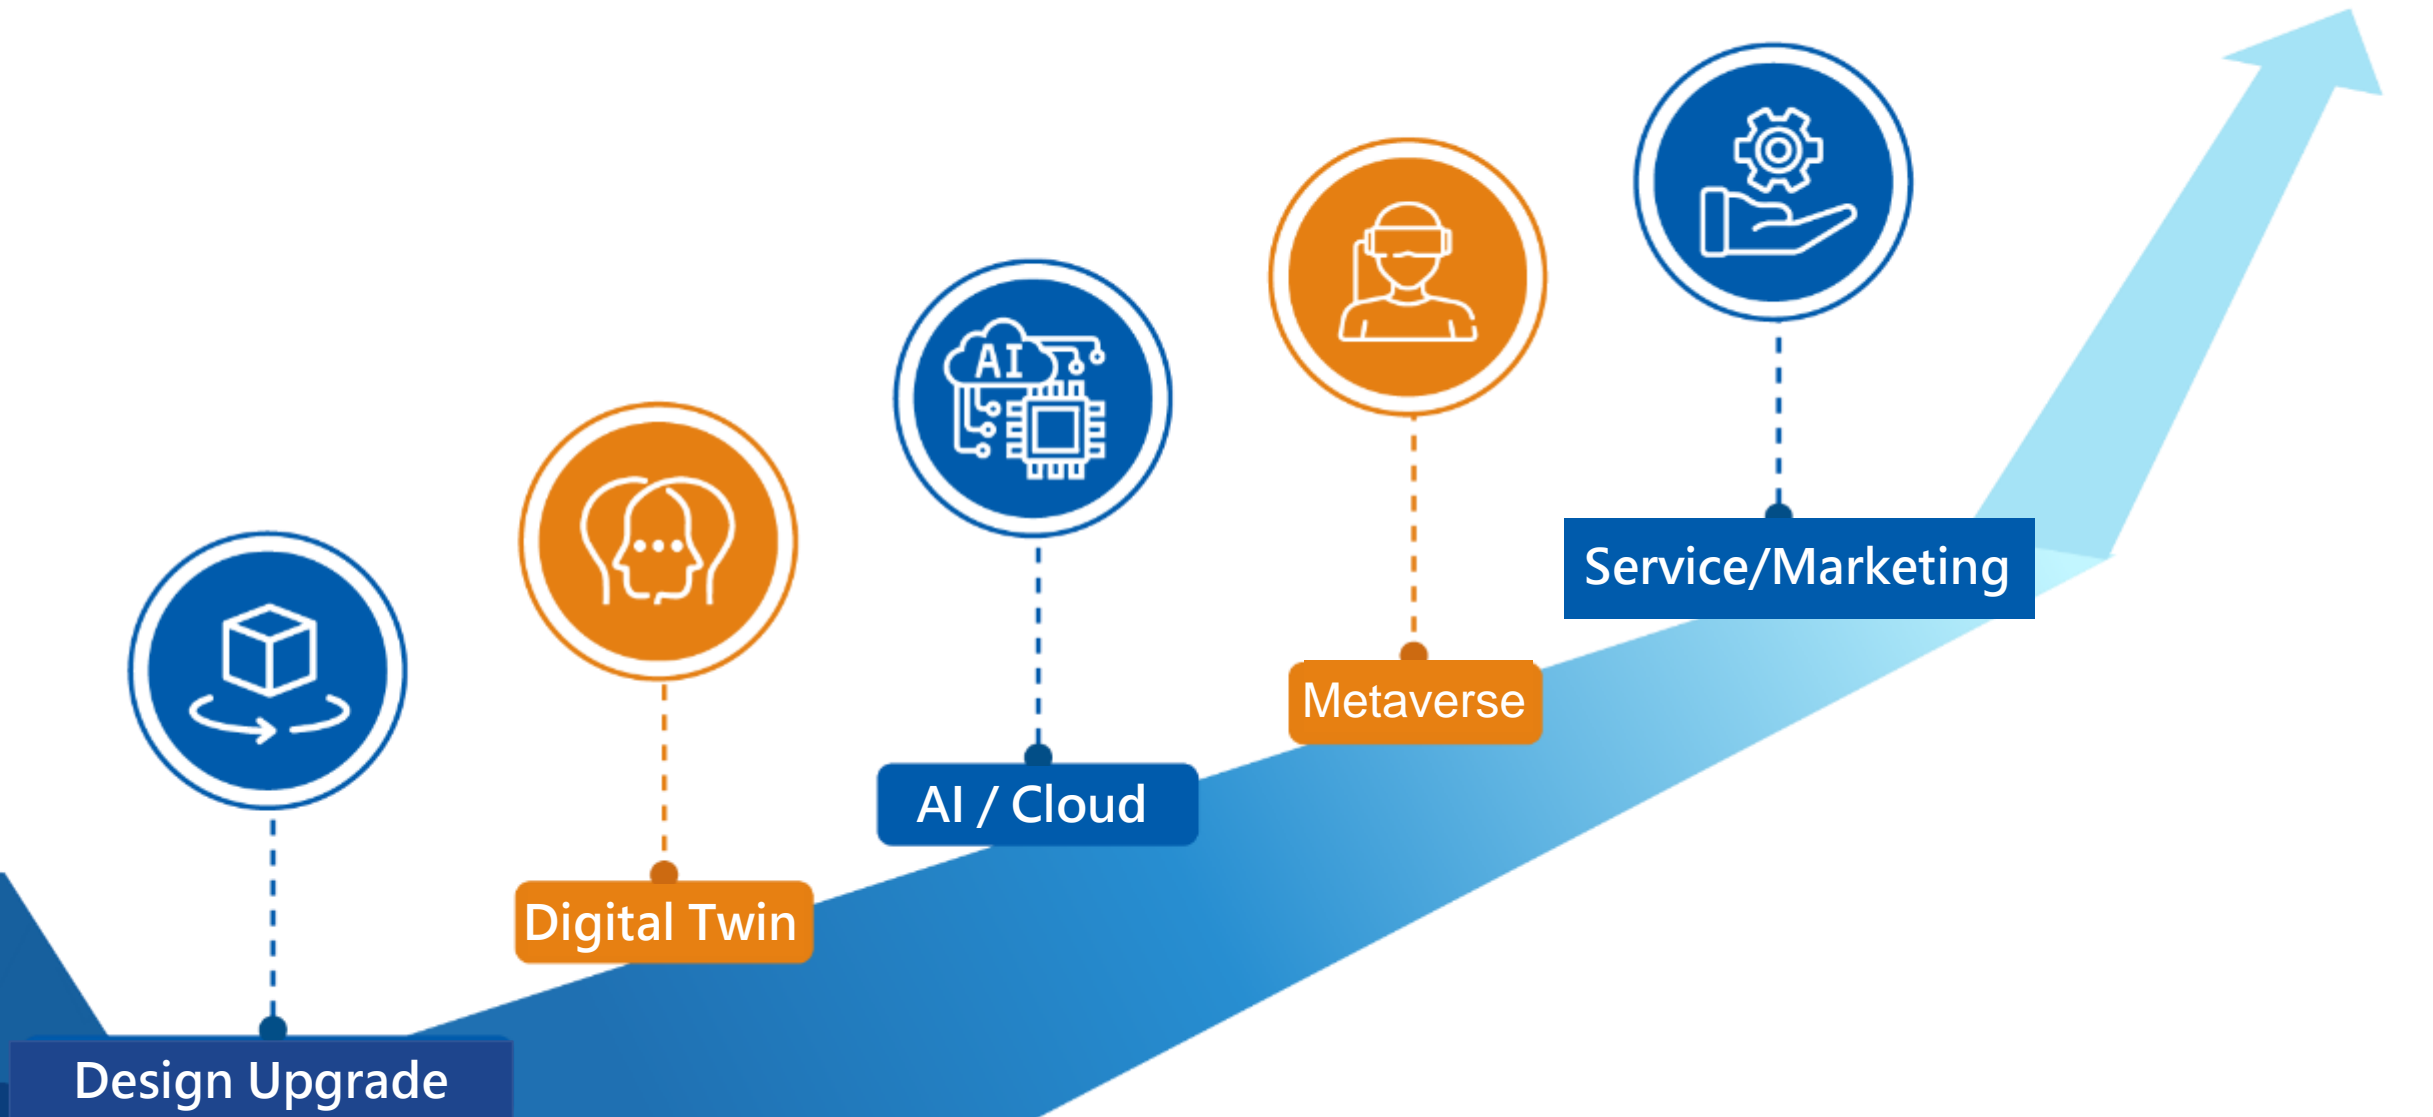 AI
Service/Marketing
Metaverse
AI / Cloud
Digital Twin
Design Upgrade